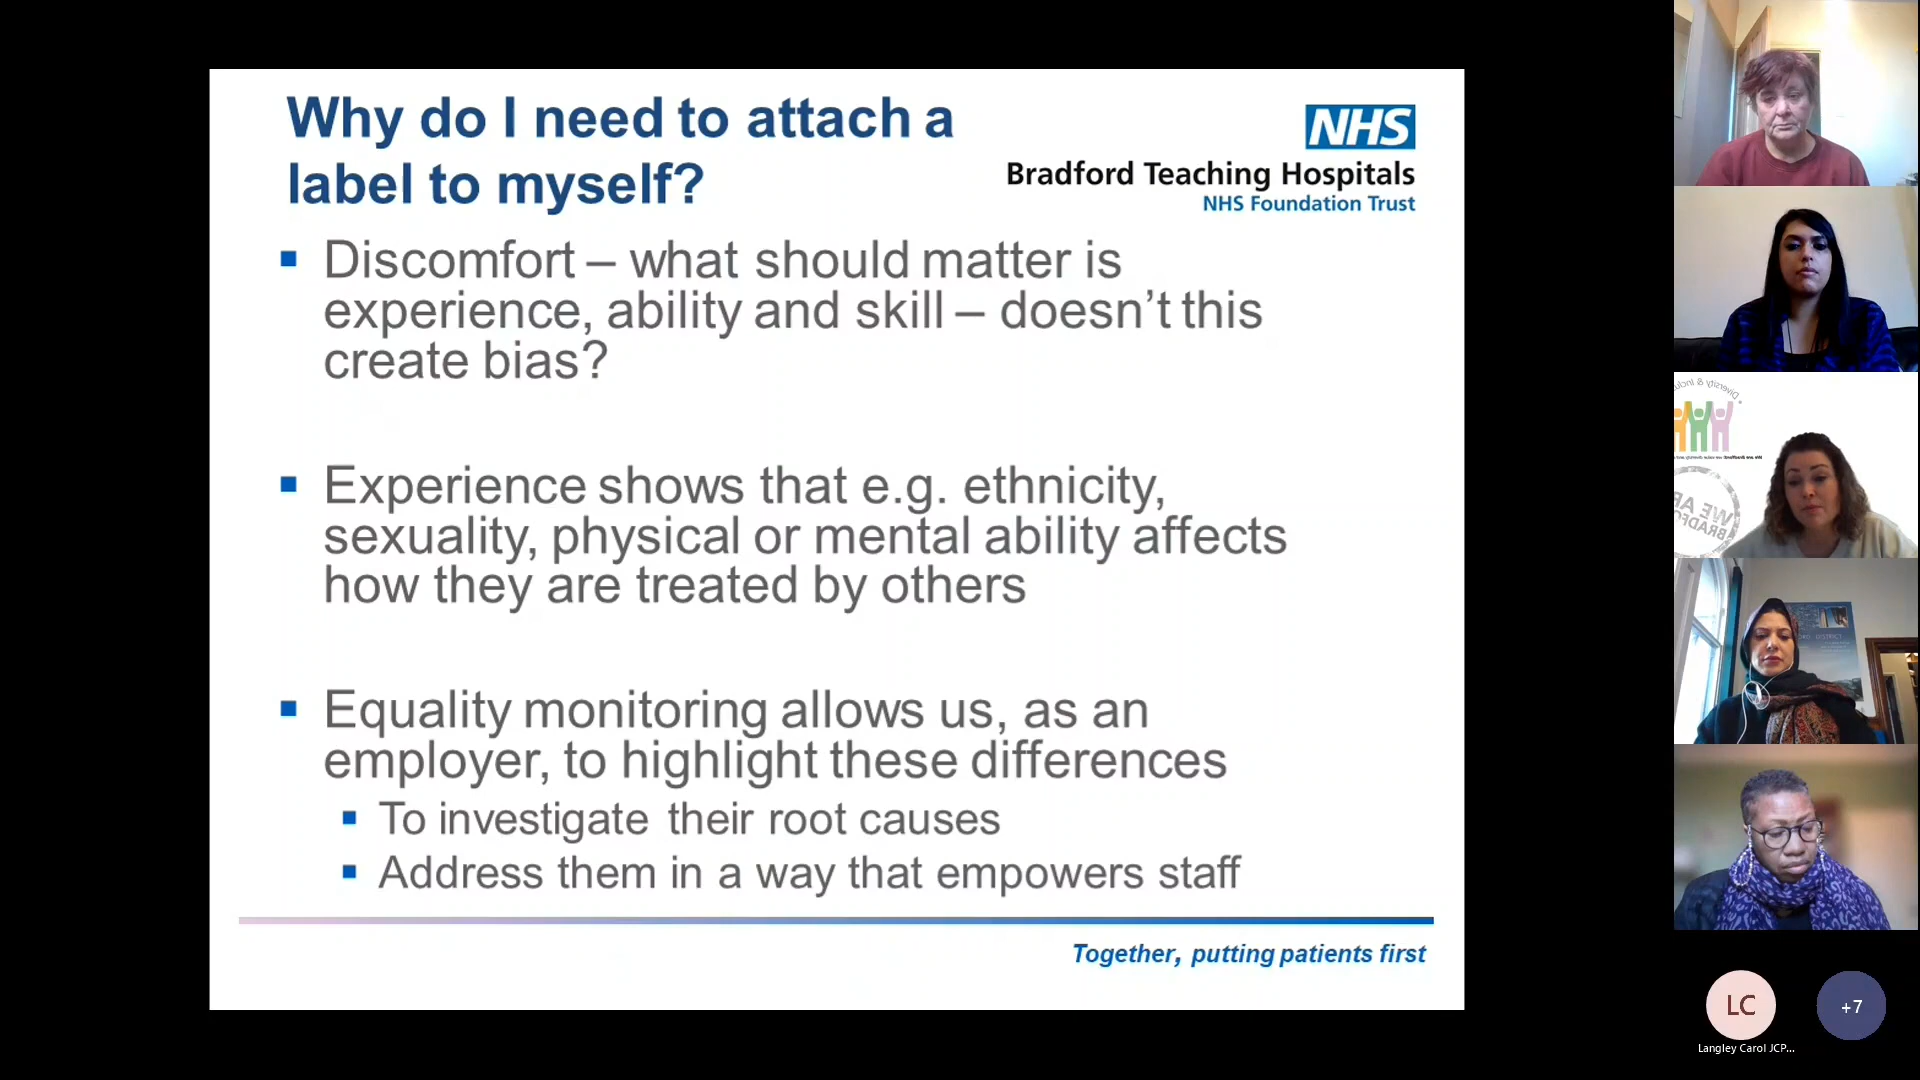 Why do I need to attach a
label to myself?
NHS
Bradford Teaching Hospitals
NHS Foundation Trust
▪ Discomfort – what should matter is
experience, ability and skill – doesn’t this
create bias?
▪ Experience shows that e.g. ethnicity,
sexuality, physical or mental ability affects
how they are treated by others
▪ Equality monitoring allows us, as an
employer, to highlight these differences
▪ To investigate their root causes
▪ Address them in a way that empowers staff
Together, putting patients first
DISTRICT
LC
+7
Langley Carol JCP...